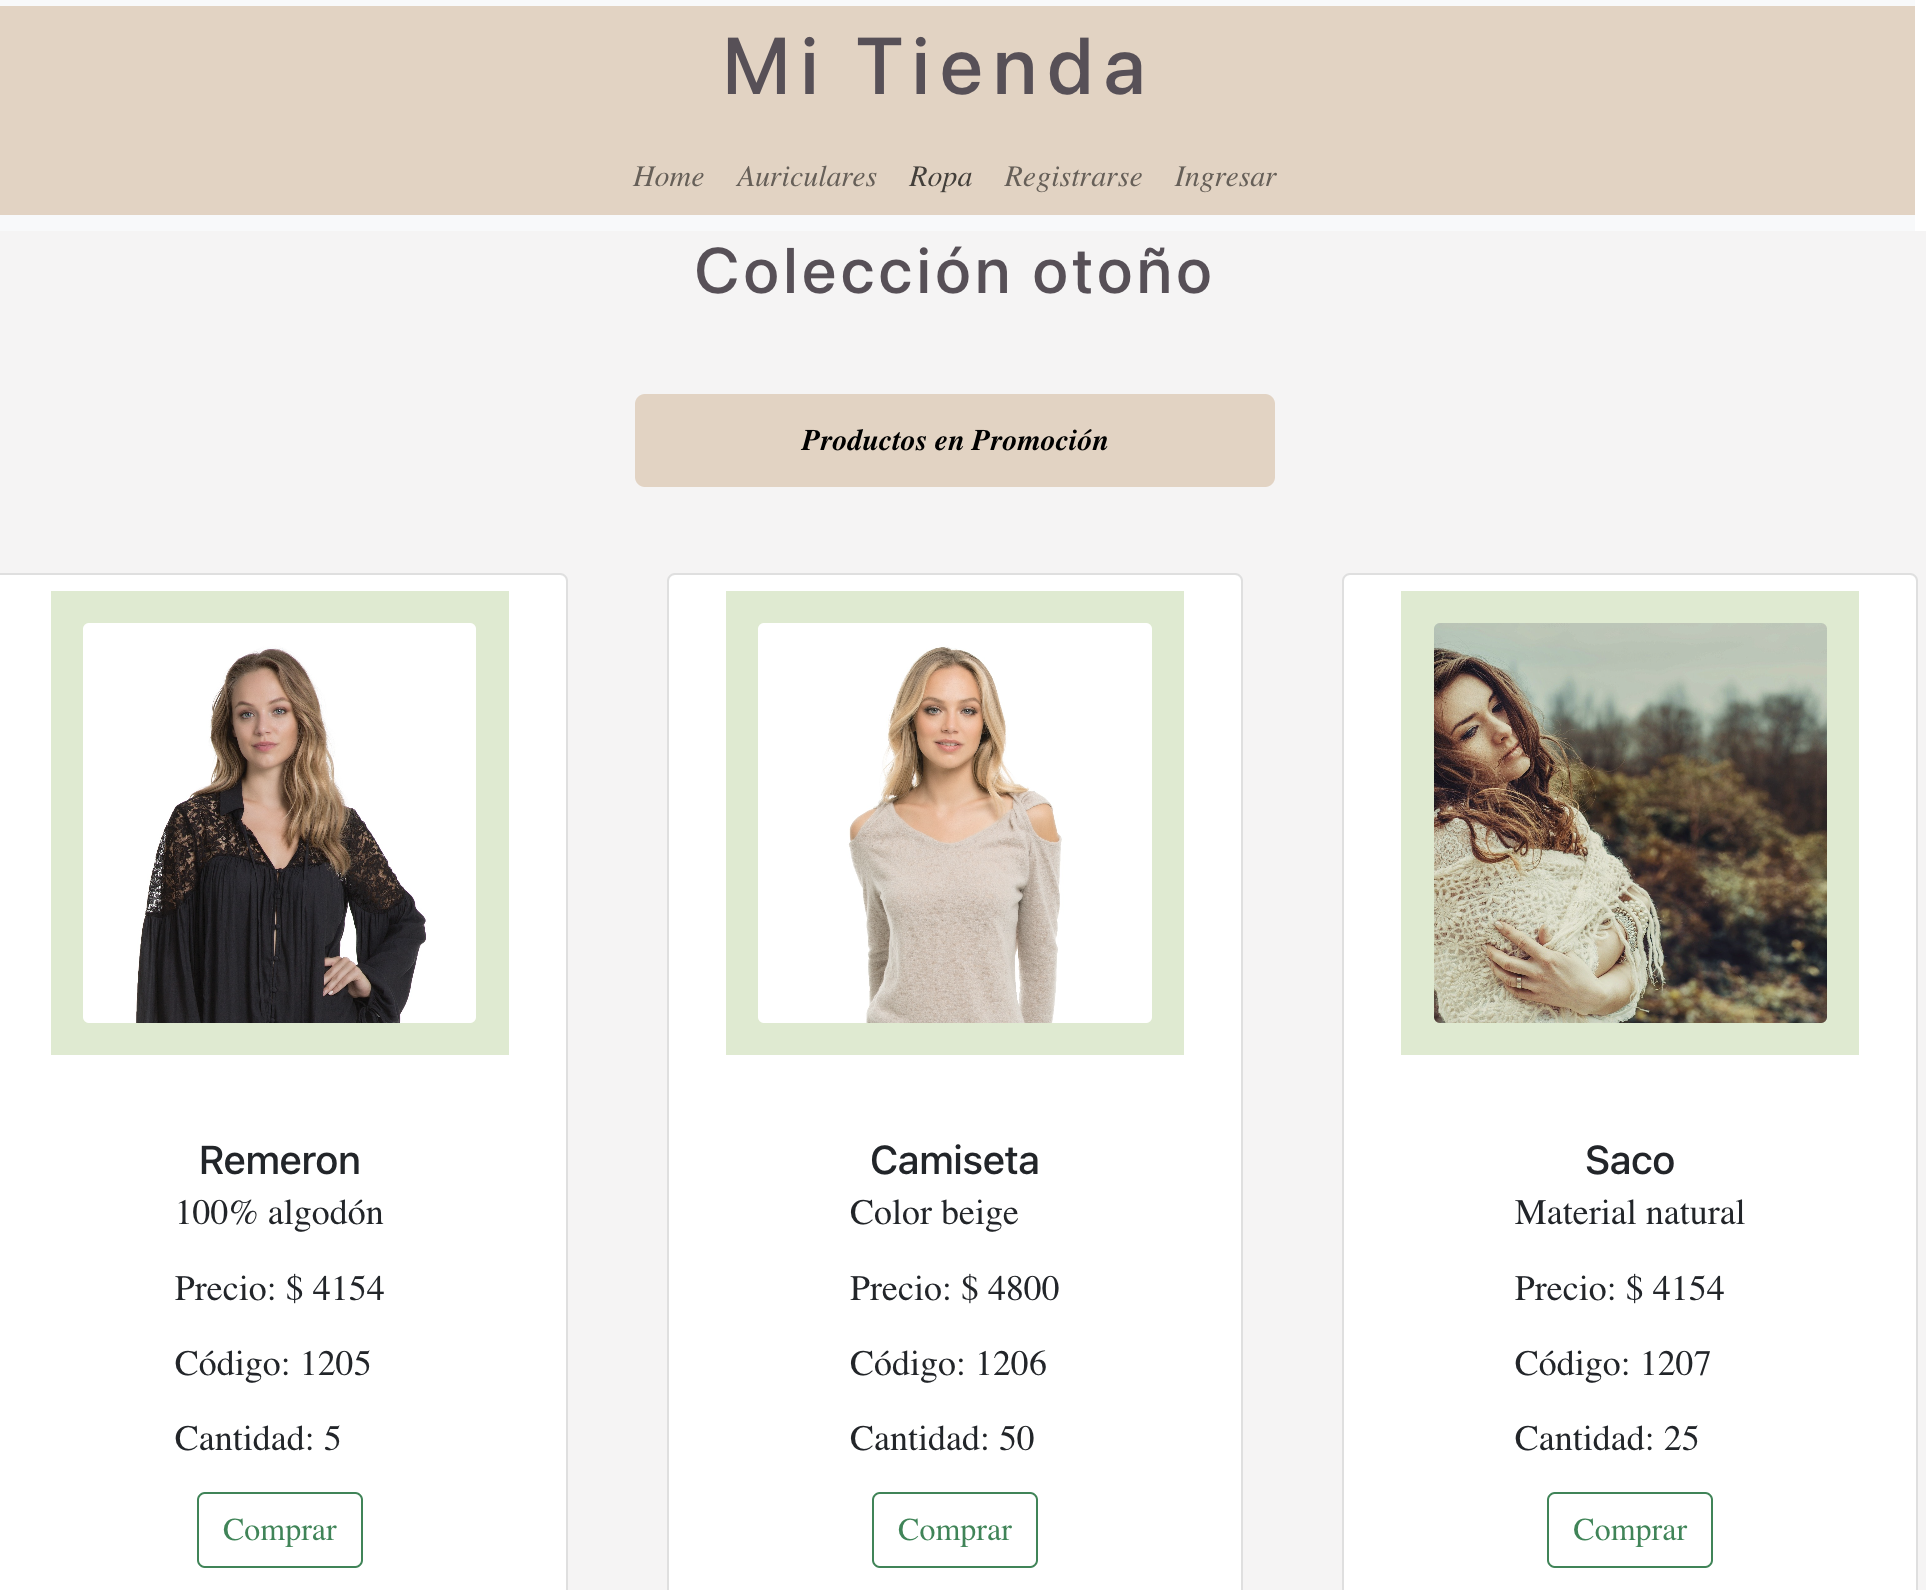 Mi Tienda
Home Auriculares Ropa Registrarse Ingresar
Colección otoño
Productos en Promoción
Remeron
100% algodón
Precio: $ 4154
Código: 1205
Cantidad: 5
Comprar
Camiseta
Color beige
Precio: $ 4800
Código: 1206
Cantidad: 50
Comprar
Saco
Material natural
Precio: $ 4154
Código: 1207
Cantidad: 25
Comprar